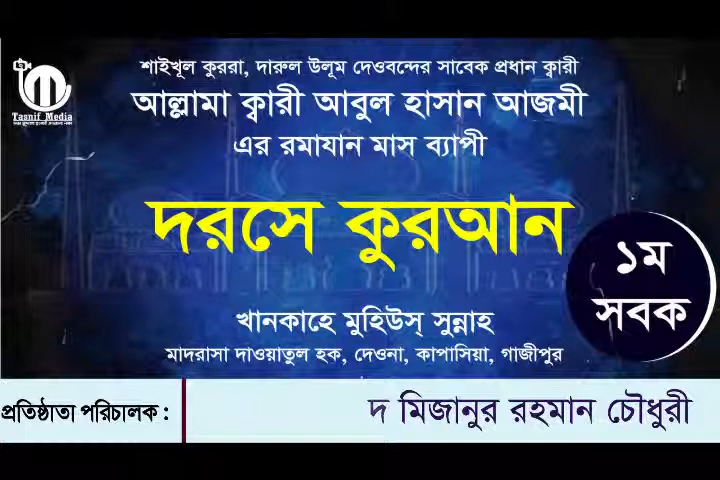 শাইখূল কুররা, দারুল উলূম দেওবন্দের সাবেক প্রধান ক্বারী
আল্লামা ক্বারী আবুল হাসান আজমী
এর রমাযান মাস ব্যাপী
দরসে কুরআন
১ম
সবক
খানকাহে মুহিউস্ সুন্নাহ
মাদরাসা দাওয়াতুল হক, দেওনা, কাপাসিয়া, গাজীপুর
প্রতিষ্ঠাতা পরিচালক :
দ মিজানুর রহমান চৌধুরী
Tasnif Media